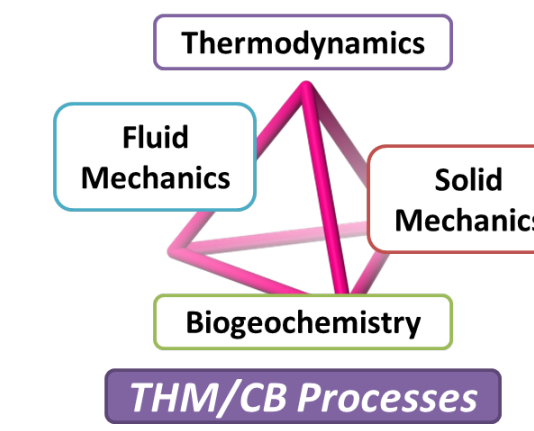 Thermodynamics
Fluid
Mechanics
Solid
Mechanics
Biogeochemistry
THM/CB Processes